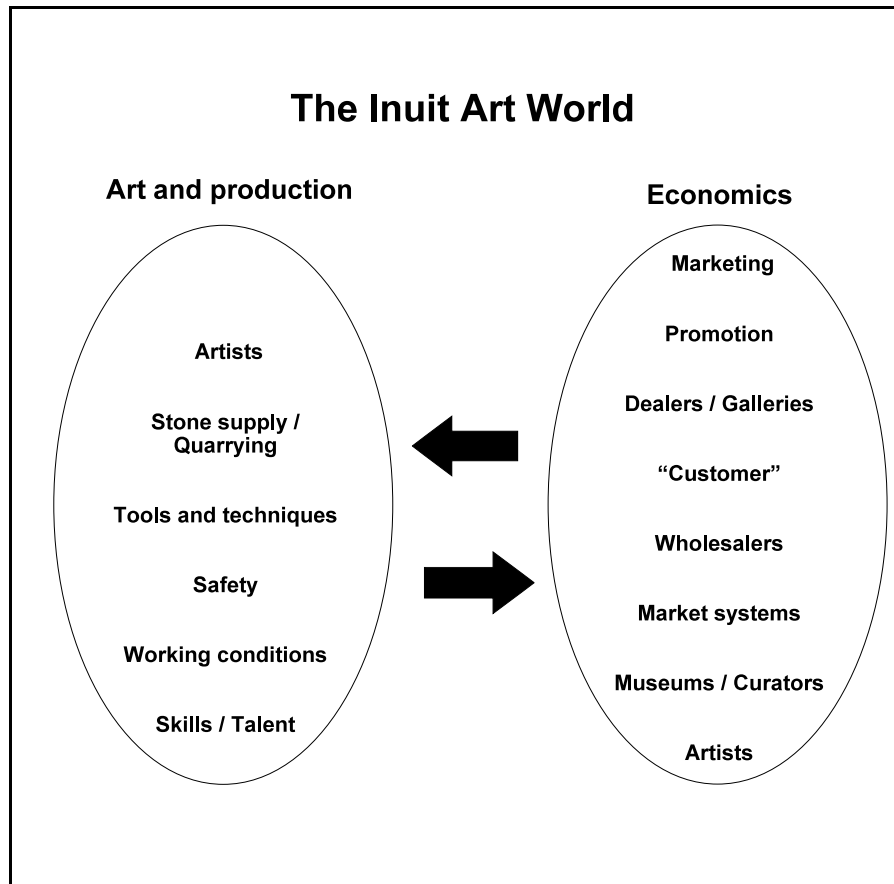 The Inuit Art World
Art and production
Artists
Stone supply /
Quarrying
Tools and techniques
Safety
Working conditions
Skills / Talent
Economics
Marketing
Promotion
Dealers / Galleries
“Customer”
Wholesalers
Market systems
Museums / Curators
Artists